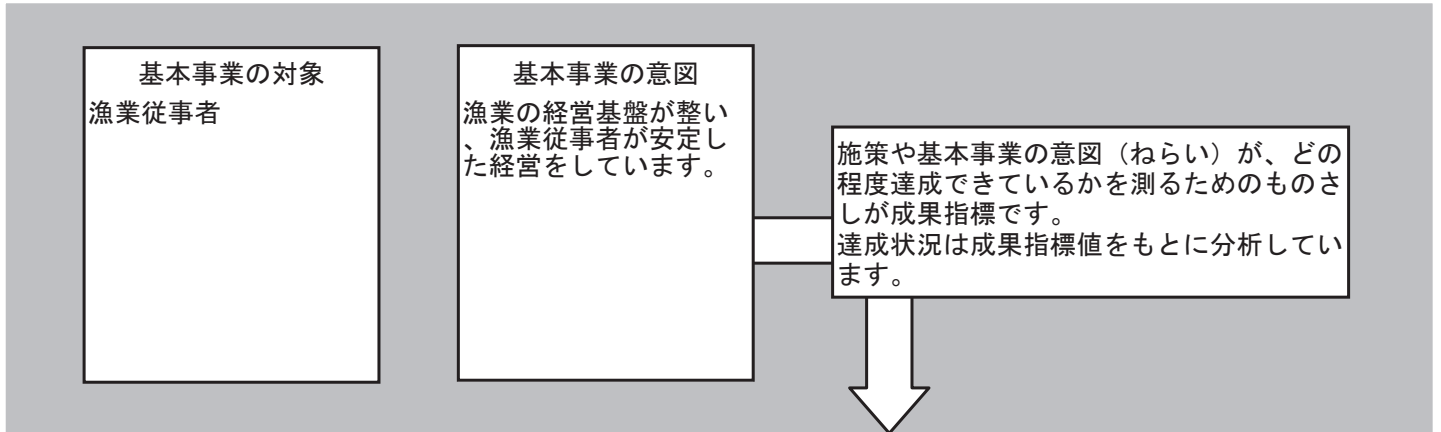 基本事業の対象
漁業従事者
基本事業の意図
漁業の経営基盤が整い
、漁業従事者が安定し
た経営をしています。
施策や基本事業の意図（ねらい）が、どの
程度達成できているかを測るためのものさ
しが成果指標です。
達成状況は成果指標値をもとに分析してい
ます。